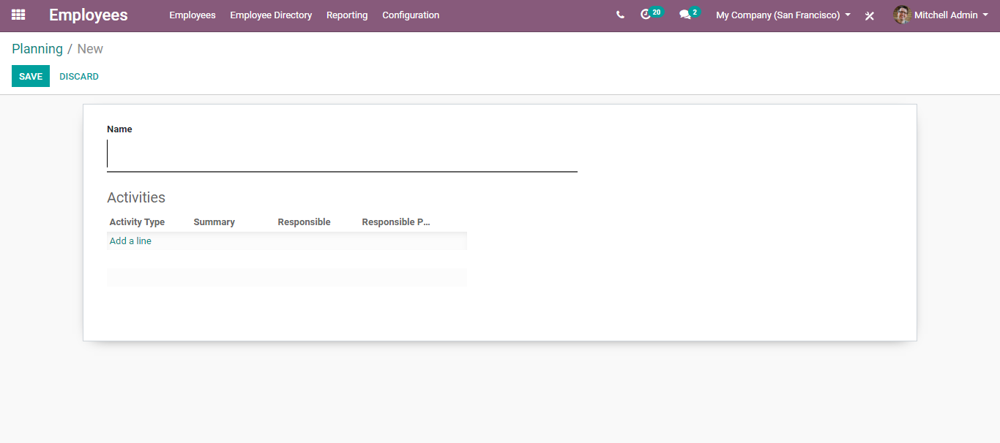 Employees Employees Employee Directory Reporting Configuration 20 2 My Company (San Francisco) Mitchell Admin
Planning / New
SAVE DISCARD
Name
Activities
Activity Type Summary Responsible Responsible P...
Add a line